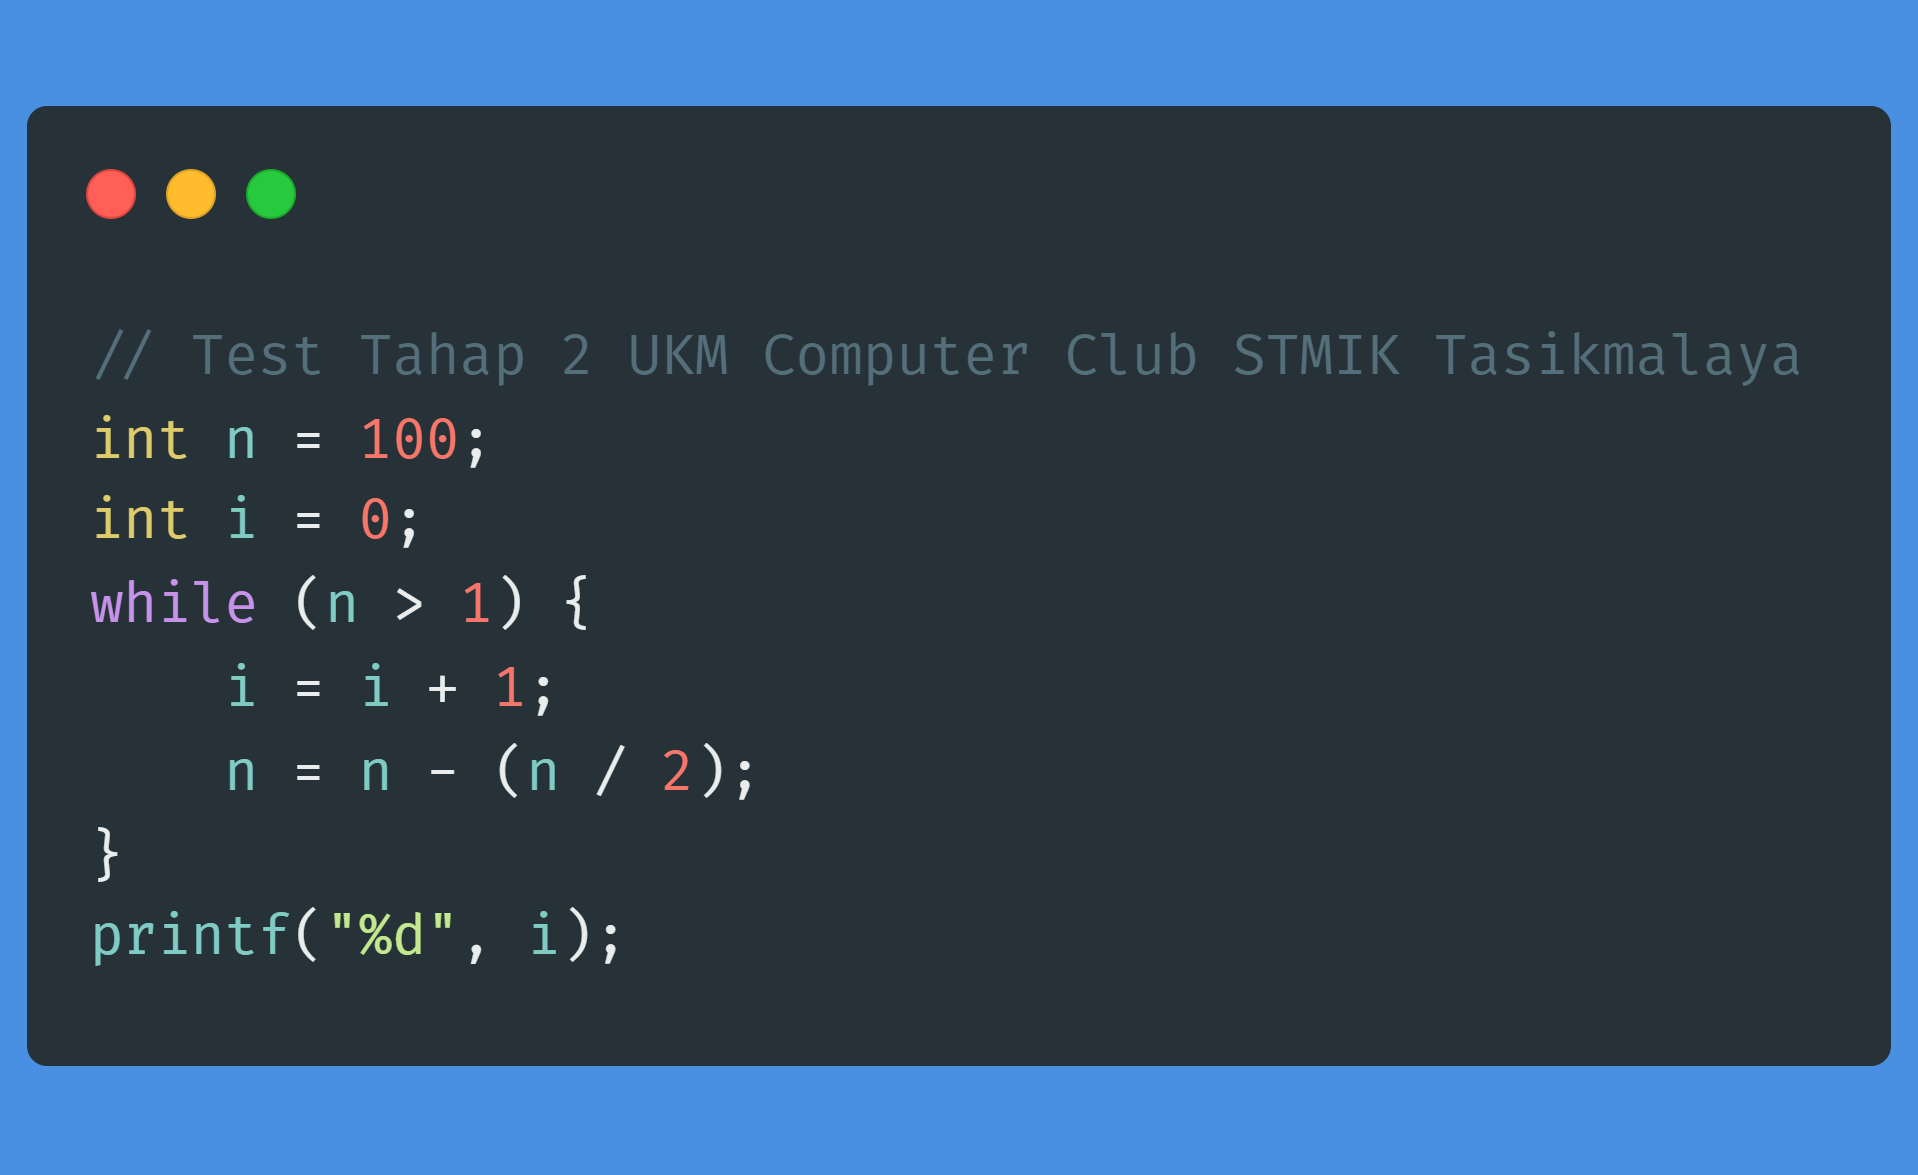 // Test Tahap 2 UKM Computer Club STMIK Tasikmalaya
int n = 100;
int i = 0;
while (n > 1) {
    i = i + 1;
    n = n - (n / 2);
}
printf("%d", i);